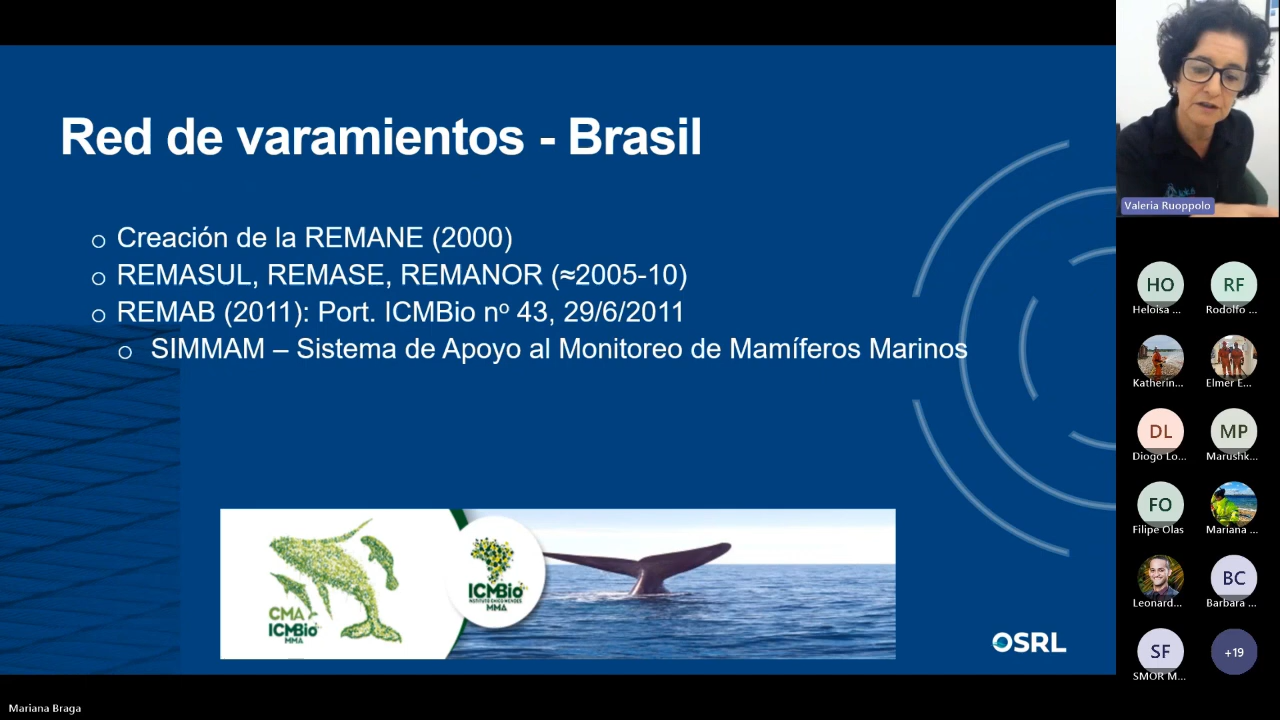 Red de varamientos - Brasil
Creación de la REMANE (2000)
REMASUL, REMASE, REMANOR (≈2005-10)
REMAB (2011): Port. ICMBio nº 43, 29/6/2011
SIMMAM – Sistema de Apoyo al Monitoreo de Mamíferos Marinos
CMA
ICMBio
MMA
ICMBio
INSTITUTO CHICO MENDES
MMA
OSRL
Valeria Ruoppolo
HO
RF
Heloisa ...
Rodolfo ...
Katherin...
Elmer E...
DL
MP
Diogo Lo...
Marushk...
FO
Filipe Olas
Mariana ...
BC
Leonard...
Barbara ...
SF
+19
SMOR M...
Mariana Braga